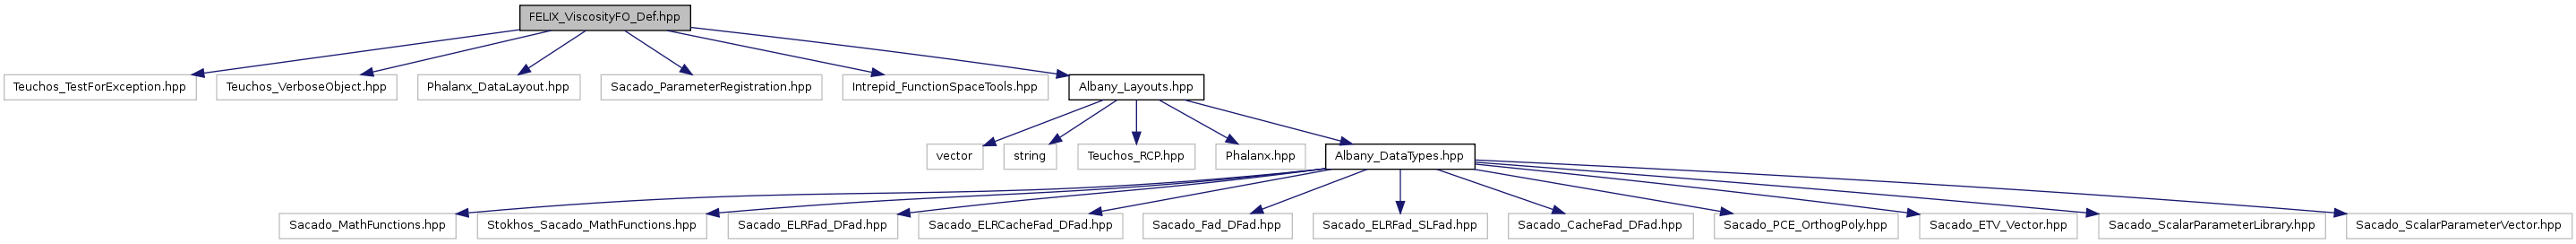 FELIX_ViscosityFO_Def.hpp
Teuchos_TestForException.hpp
Teuchos_VerboseObject.hpp
Phalanx_DataLayout.hpp
Sacado_ParameterRegistration.hpp
Intrepid_FunctionSpaceTools.hpp
Albany_Layouts.hpp
vector
string
Teuchos_RCP.hpp
Phalanx.hpp
Albany_DataTypes.hpp
Sacado_MathFunctions.hpp
Stokhos_Sacado_MathFunctions.hpp
Sacado_ELRFad_DFad.hpp
Sacado_ELRCacheFad_DFad.hpp
Sacado_Fad_DFad.hpp
Sacado_ELRFad_SLFad.hpp
Sacado_CacheFad_DFad.hpp
Sacado_PCE_OrthogPoly.hpp
Sacado_ETV_Vector.hpp
Sacado_ScalarParameterLibrary.hpp
Sacado_ScalarParameterVector.hpp